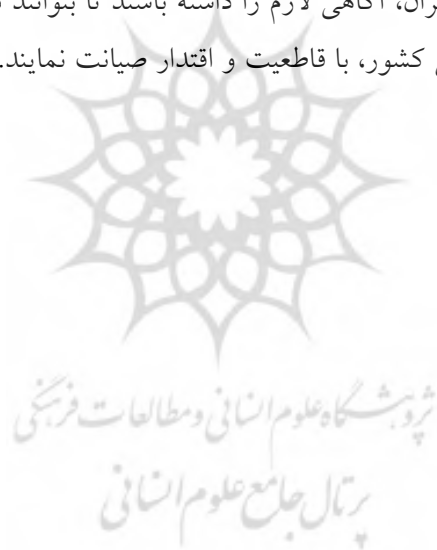 ران، آگاهی لازم را داشته باشند تا بتوانند
کشور، با قاطعیت و اقتدار صیانت نمایند.
پژوهشگاه علوم انسانی و مطالعات فرهنگی
پرتال جامع علوم انسانی